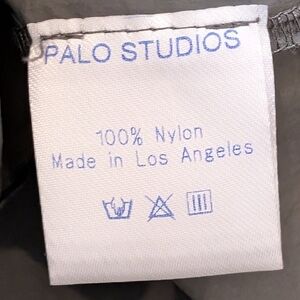 PALO STUDIOS
100% Nylon
Made in Los Angeles